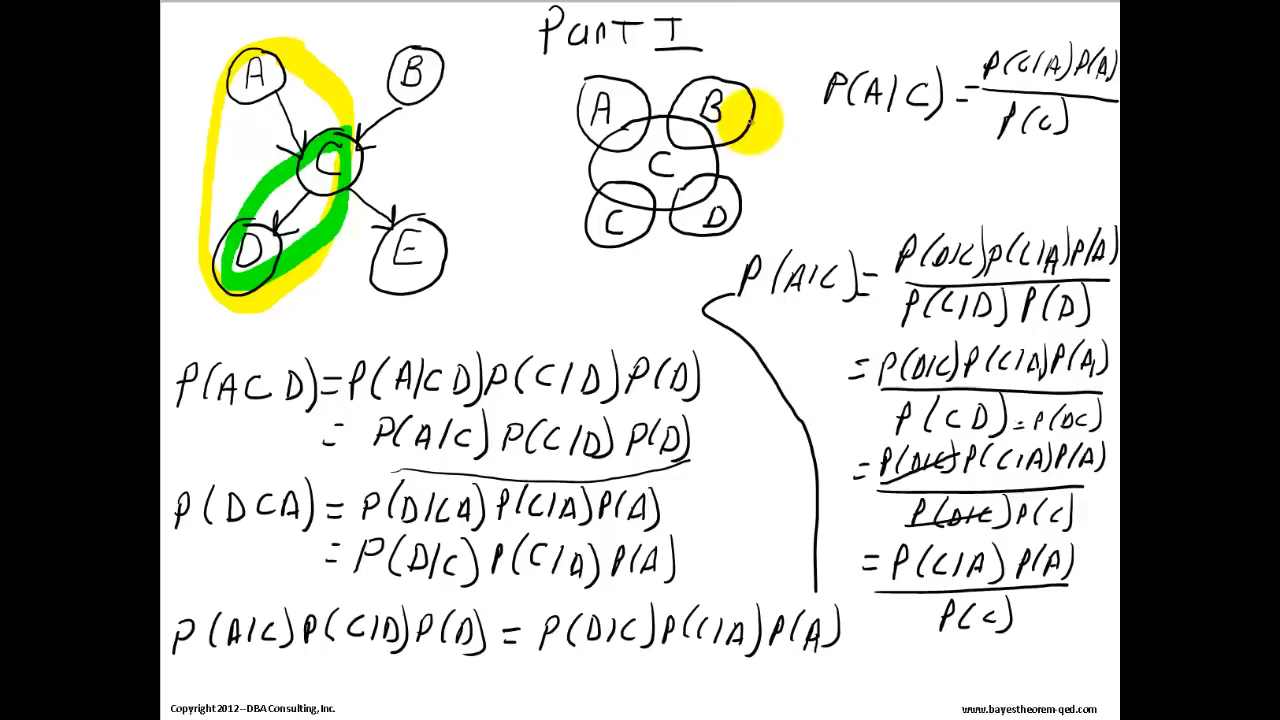 Part I
A B
C
D E
A B
C
C D
P(A/C) = P(C/A)P(A)
P(C)
P(A/C) = P(D/C)P(C/A)P(A)
P(C/D) P(D)
= P(D/C)P(C/A)P(A)
P(CD) = P(DC)
= P(D/C)P(C/A)P(A)
P(D/C)P(C)
= P(C/A) P(A)
P(C)
P(ACD) = P(A/CD)P(C/D)P(D)
= P(A/C) P(C/D) P(D)
P(DCA) = P(D/CA) P(C/A)P(A)
= P(D/C) P(C/A) P(A)
P(A/C)P(C/D)P(D) = P(D/C)P(C/A)P(A)
Copyright 2012--DBA Consulting, Inc.
www.bayestheorem-qed.com